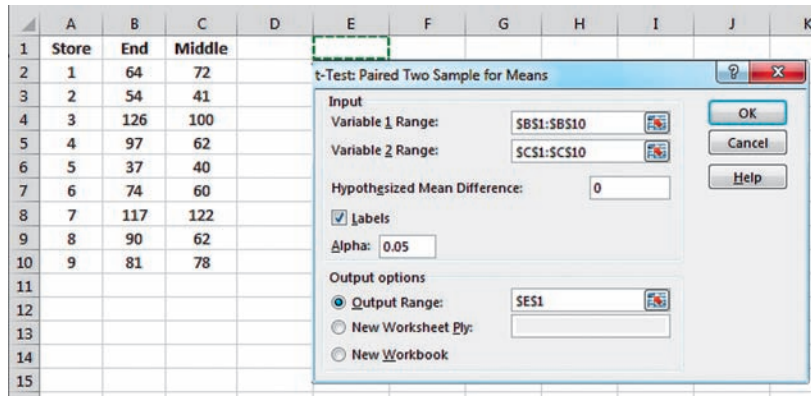 A B C D E F G H I J K
1 Store End Middle
2 1 64 72
3 2 54 41
4 3 126 100
5 4 97 62
6 5 37 40
7 6 74 60
8 7 117 122
9 8 90 62
10 9 81 78
11
12
13
14
15
t-Test: Paired Two Sample for Means
Input
Variable 1 Range: $B$1:$B$10
Variable 2 Range: $C$1:$C$10
Hypothesized Mean Difference: 0
Labels
Alpha: 0.05
Output options
Output Range: $E$1
New Worksheet Ply:
New Workbook
? X
OK
Cancel
Help